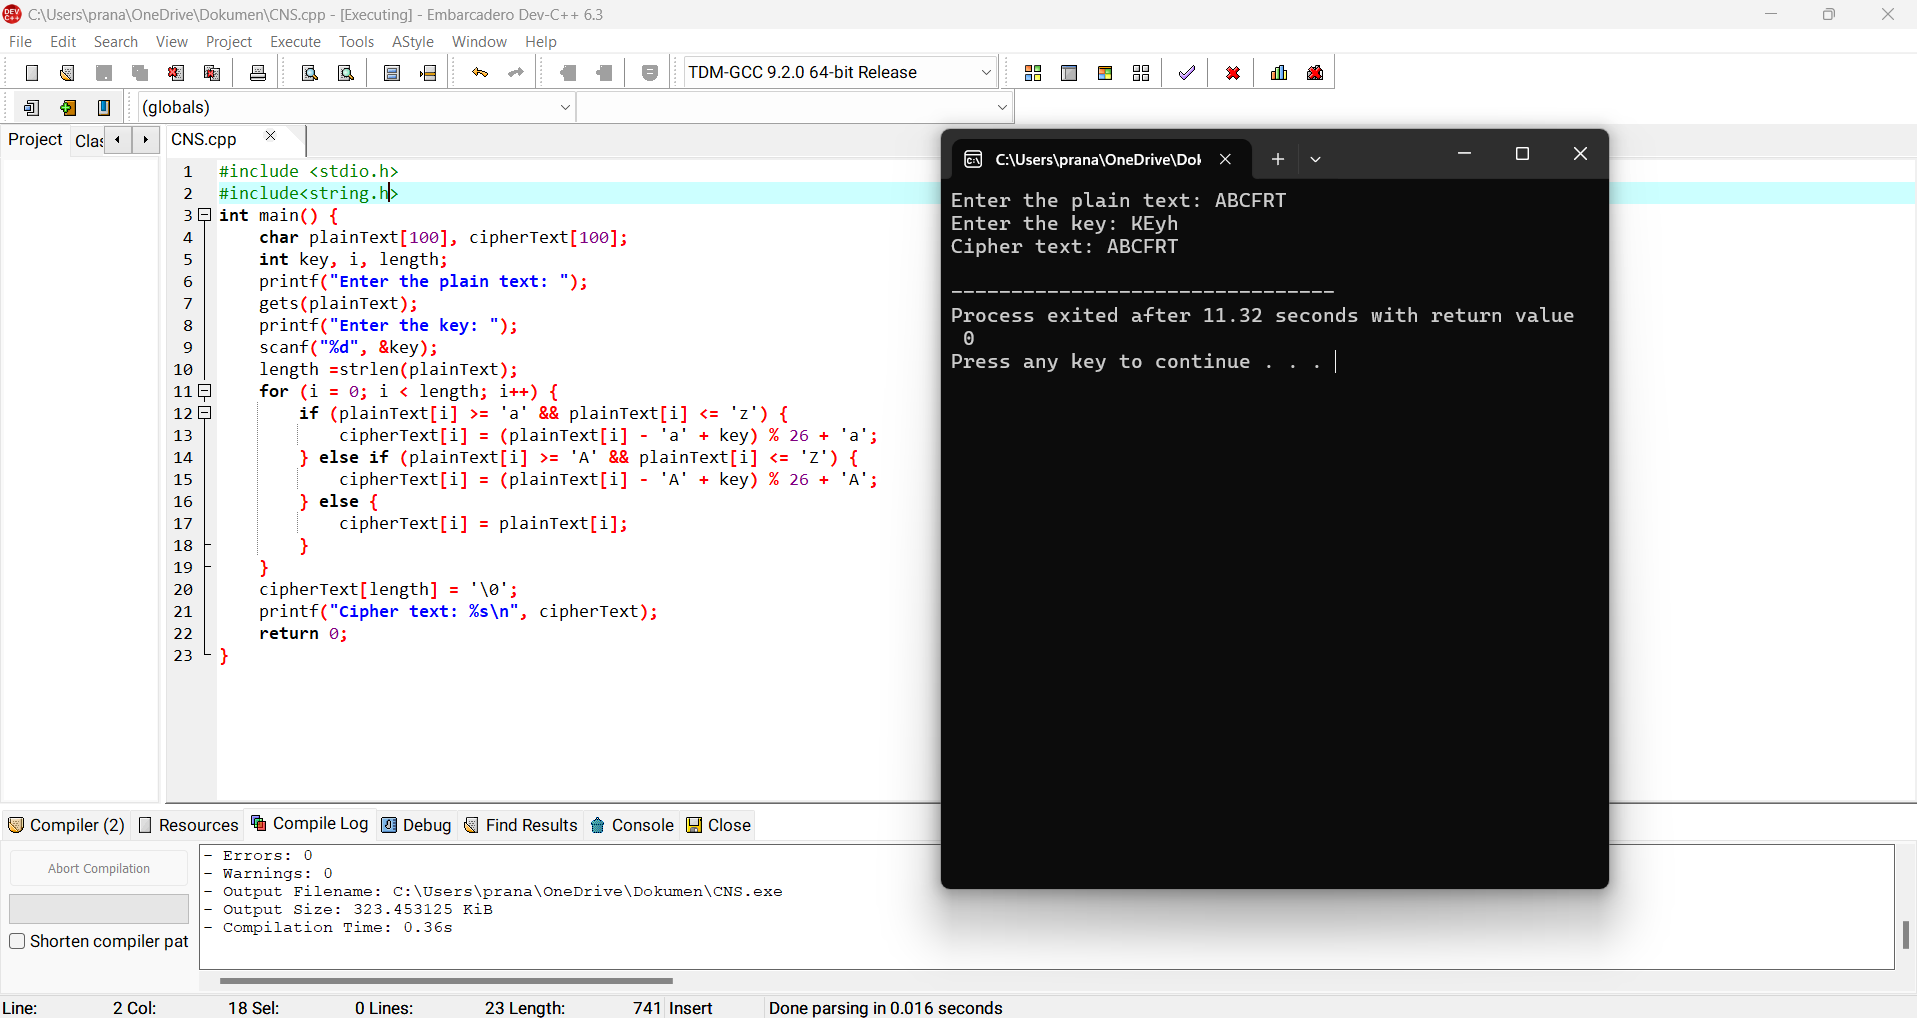 C:\Users\prana\OneDrive\Dokumen\CNS.cpp - [Executing] - Embarcadero Dev-C++ 6.3
File Edit Search View Project Execute Tools AStyle Window Help
TDM-GCC 9.2.0 64-bit Release
(globals)
Project Clas
CNS.cpp
1 #include <stdio.h>
2 #include<string.h>
3 int main() {
4 char plainText[100], cipherText[100];
5 int key, i, length;
6 printf("Enter the plain text: ");
7 gets(plainText);
8 printf("Enter the key: ");
9 scanf("%d", &key);
10 length =strlen(plainText);
11 for (i = 0; i < length; i++) {
12 if (plainText[i] >= 'a' && plainText[i] <= 'z') {
13 cipherText[i] = (plainText[i] - 'a' + key) % 26 + 'a';
14 } else if (plainText[i] >= 'A' && plainText[i] <= 'Z') {
15 cipherText[i] = (plainText[i] - 'A' + key) % 26 + 'A';
16 } else {
17 cipherText[i] = plainText[i];
18 }
19 }
20 cipherText[length] = '\0';
21 printf("Cipher text: %s\n", cipherText);
22 return 0;
23 }
C:\Users\prana\OneDrive\Dok
Enter the plain text: ABCFRT
Enter the key: KEyh
Cipher text: ABCFRT
--------------------------------
Process exited after 11.32 seconds with return value
0
Press any key to continue . . .
Compiler (2) Resources Compile Log Debug Find Results Console Close
Abort Compilation
Shorten compiler pat
- Errors: 0
- Warnings: 0
- Output Filename: C:\Users\prana\OneDrive\Dokumen\CNS.exe
- Output Size: 323.453125 KiB
- Compilation Time: 0.36s
Line: 2 Col: 18 Sel: 0 Lines: 23 Length: 741 Insert Done parsing in 0.016 seconds